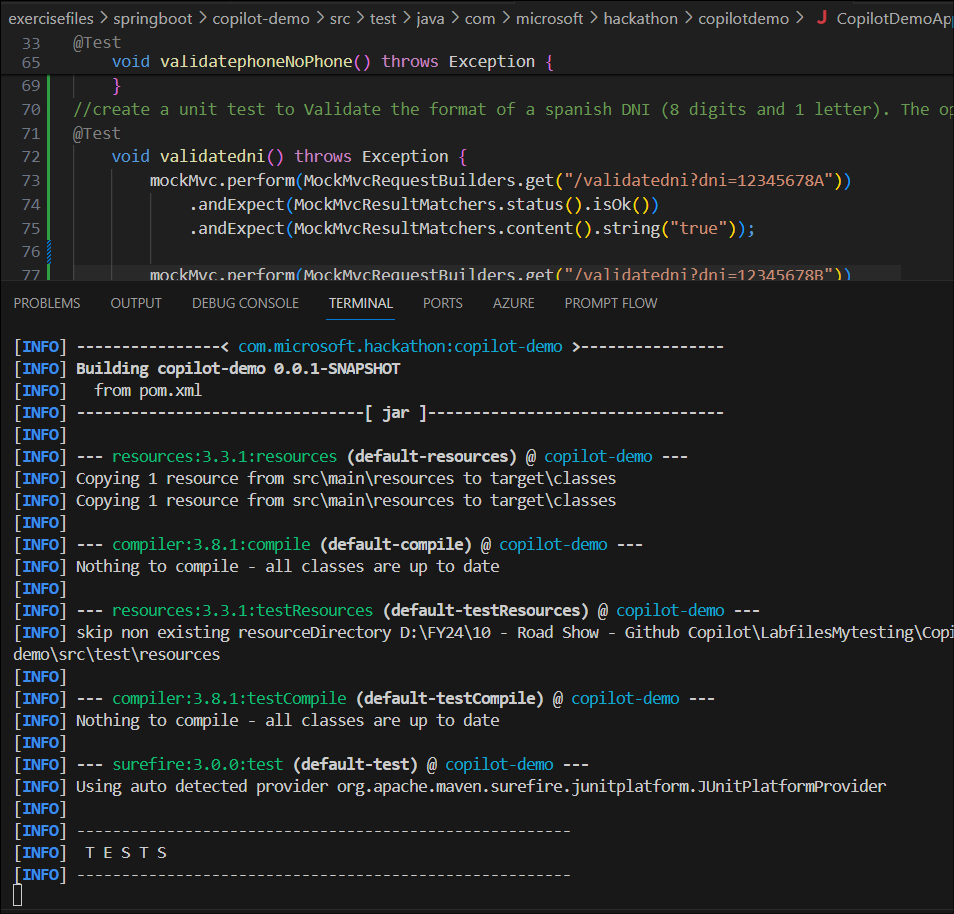 exercisefiles > springboot > copilot-demo > src > test > java > com > microsoft > hackathon > copilotdemo > J CopilotDemoAp
33 @Test
65 void validatephoneNoPhone() throws Exception {
69 }
70 //create a unit test to Validate the format of a spanish DNI (8 digits and 1 letter). The op
71 @Test
72 void validatedni() throws Exception {
73 mockMvc.perform(MockMvcRequestBuilders.get("/validatedni?dni=12345678A"))
74 .andExpect(MockMvcResultMatchers.status().isOk())
75 .andExpect(MockMvcResultMatchers.content().string("true"));
76
77 mockMvc.perform(MockMvcRequestBuilders.get("/validatedni?dni=12345678B"))
PROBLEMS OUTPUT DEBUG CONSOLE TERMINAL PORTS AZURE PROMPT FLOW
[INFO] ----------------< com.microsoft.hackathon:copilot-demo >----------------
[INFO] Building copilot-demo 0.0.1-SNAPSHOT
[INFO]   from pom.xml
[INFO] --------------------------------[ jar ]---------------------------------
[INFO]
[INFO] --- resources:3.3.1:resources (default-resources) @ copilot-demo ---
[INFO] Copying 1 resource from src\main\resources to target\classes
[INFO] Copying 1 resource from src\main\resources to target\classes
[INFO]
[INFO] --- compiler:3.8.1:compile (default-compile) @ copilot-demo ---
[INFO] Nothing to compile - all classes are up to date
[INFO]
[INFO] --- resources:3.3.1:testResources (default-testResources) @ copilot-demo ---
[INFO] skip non existing resourceDirectory D:\FY24\10 - Road Show - Github Copilot\LabfilesMytesting\Copi
demo\src\test\resources
[INFO]
[INFO] --- compiler:3.8.1:testCompile (default-testCompile) @ copilot-demo ---
[INFO] Nothing to compile - all classes are up to date
[INFO]
[INFO] --- surefire:3.0.0:test (default-test) @ copilot-demo ---
[INFO] Using auto detected provider org.apache.maven.surefire.junitplatform.JUnitPlatformProvider
[INFO]
[INFO] -------------------------------------------------------
[INFO]  T E S T S
[INFO] -------------------------------------------------------